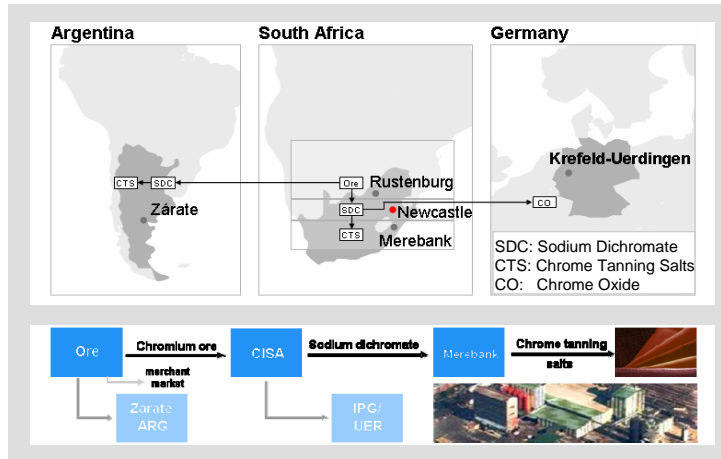 Argentina
South Africa
Germany
CTS
SDC
Zárate
Ore
Rustenburg
SDC
Newcastle
CTS
Merebank
Krefeld-Uerdingen
CO
SDC: Sodium Dichromate
CTS: Chrome Tanning Salts
CO: Chrome Oxide
Ore
Chromium ore
merchant
market
CISA
Sodium dichromate
Merebank
Chrome tanning
salts
Zarate
ARG
IPG/
UER